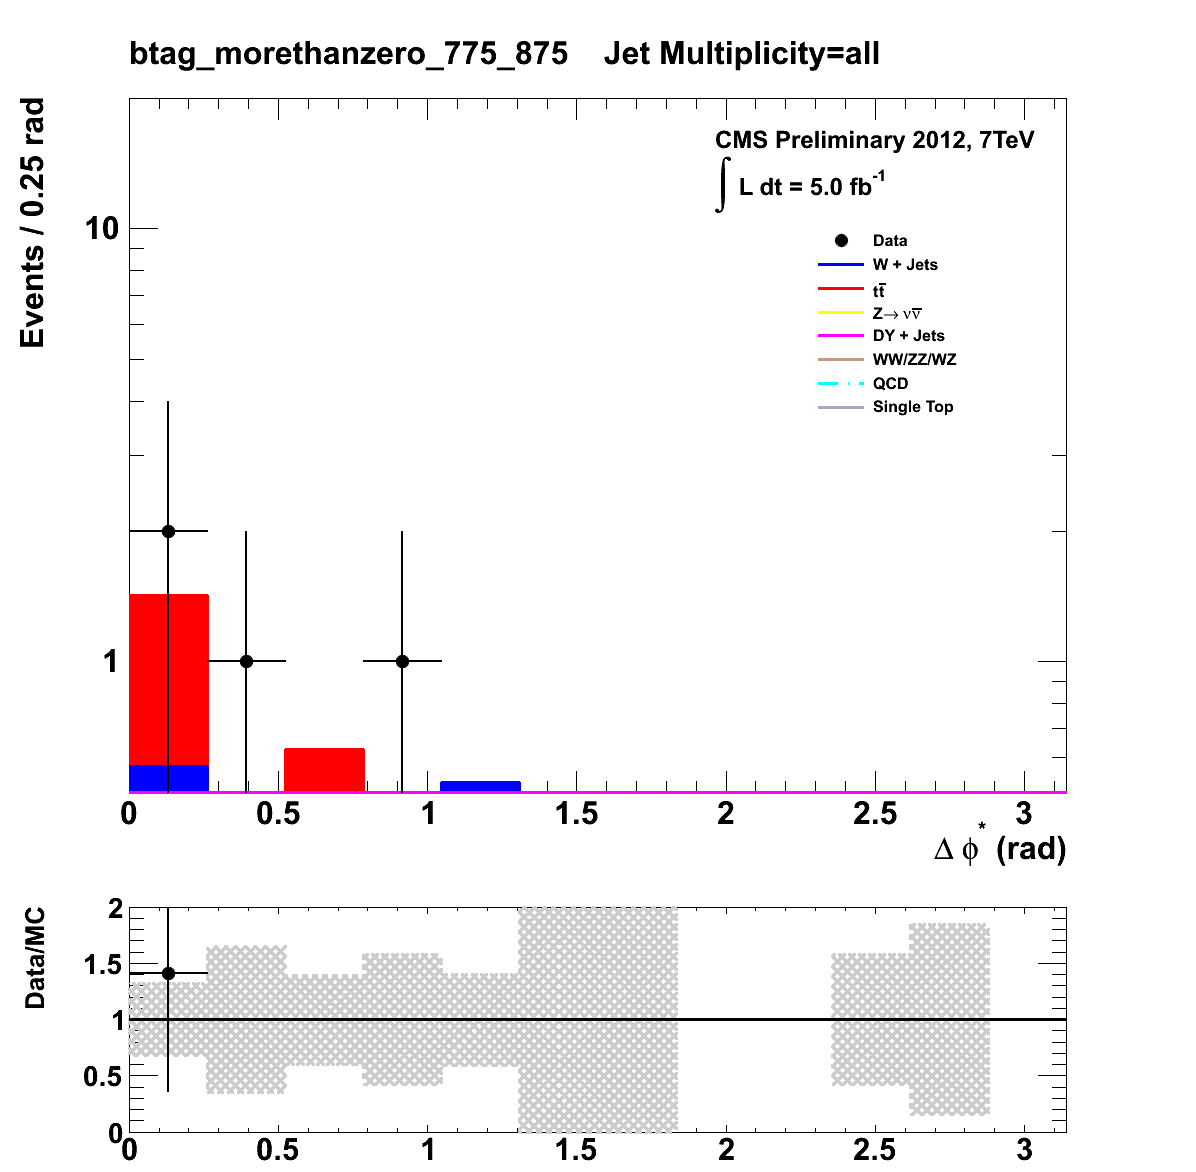 btag_morethanzero_775_875 Jet Multiplicity=all
Events / 0.25 rad
CMS Preliminary 2012, 7TeV
∫ L dt = 5.0 fb⁻¹
10
1
Data
W + Jets
tt̅
Z→ νν̅
DY + Jets
WW/ZZ/WZ
QCD
Single Top
0 0.5 1 1.5 2 2.5 3
Δ ϕ* (rad)
Data/MC
2
1.5
1
0.5
0
0 0.5 1 1.5 2 2.5 3